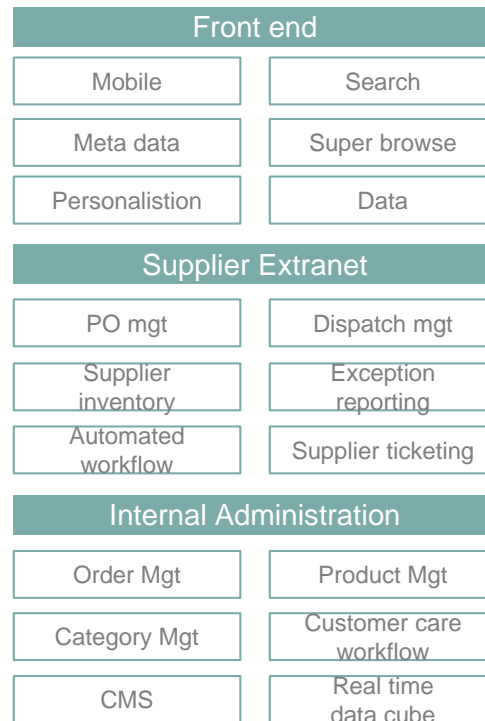 Front end
Mobile
Search
Meta data
Super browse
Personalistion
Data
Supplier Extranet
PO mgt
Dispatch mgt
Supplier
inventory
Exception
reporting
Automated
workflow
Supplier ticketing
Internal Administration
Order Mgt
Product Mgt
Category Mgt
Customer care
workflow
CMS
Real time
data cube